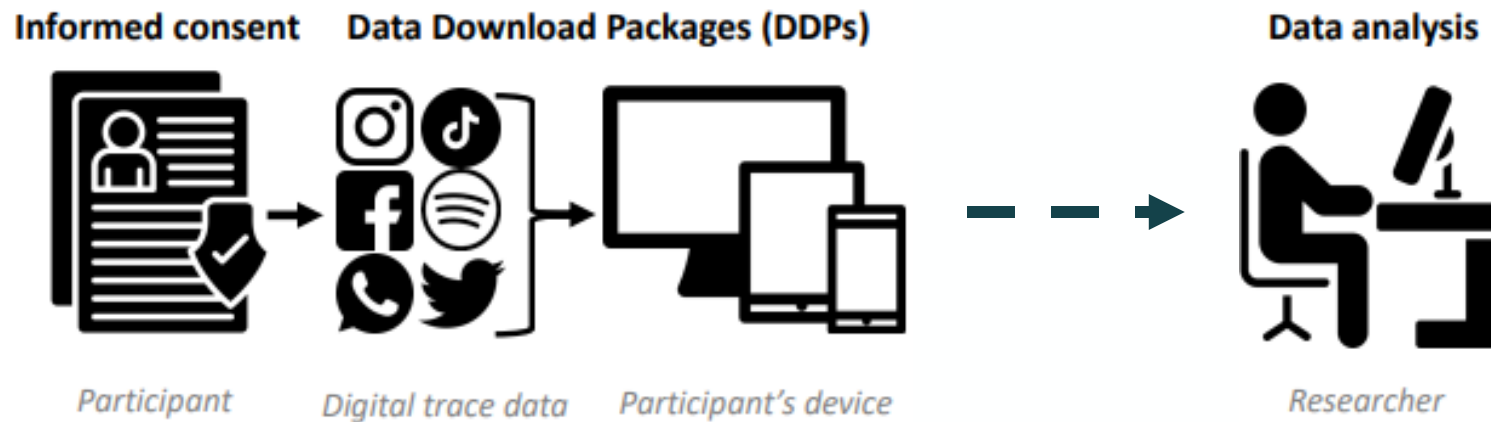 Informed consent
Data Download Packages (DDPs)
Data analysis
Participant
Digital trace data
Participant's device
Researcher